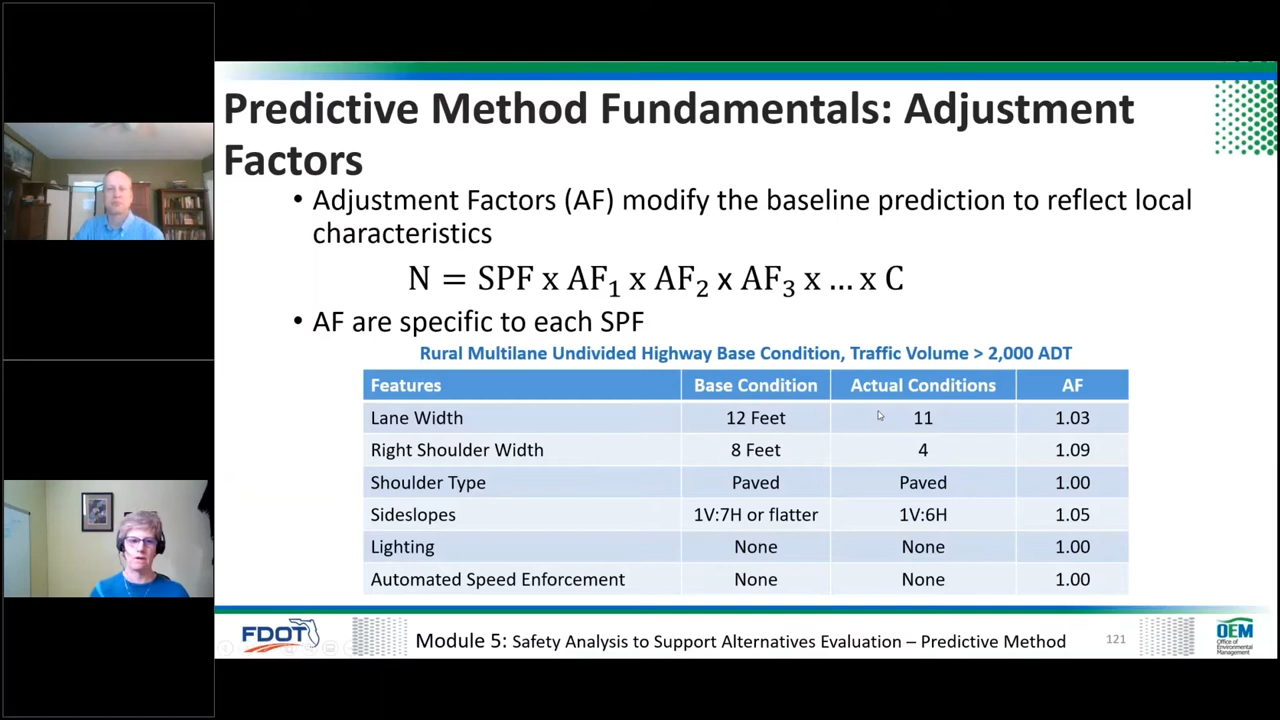 Predictive Method Fundamentals: Adjustment
Factors
• Adjustment Factors (AF) modify the baseline prediction to reflect local
characteristics
N = SPF x AF₁ x AF₂ x AF₃ x ... x C
• AF are specific to each SPF
Rural Multilane Undivided Highway Base Condition, Traffic Volume > 2,000 ADT
Features Base Condition Actual Conditions AF
Lane Width 12 Feet 11 1.03
Right Shoulder Width 8 Feet 4 1.09
Shoulder Type Paved Paved 1.00
Sideslopes 1V:7H or flatter 1V:6H 1.05
Lighting None None 1.00
Automated Speed Enforcement None None 1.00
FDOT
Module 5: Safety Analysis to Support Alternatives Evaluation – Predictive Method
121
OEM
Office of
Environmental
Management